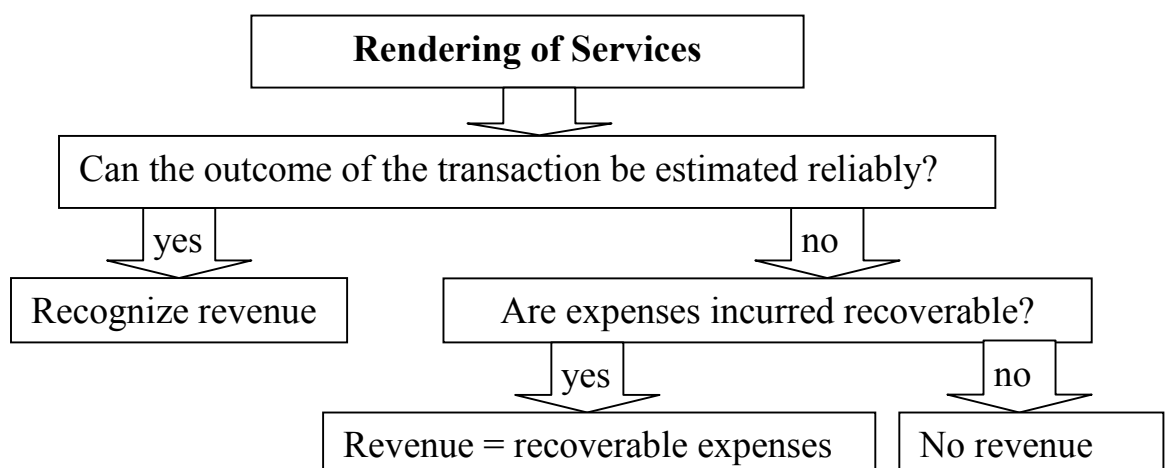 Rendering of Services
Can the outcome of the transaction be estimated reliably?
yes
no
Recognize revenue
Are expenses incurred recoverable?
yes
no
Revenue = recoverable expenses
No revenue